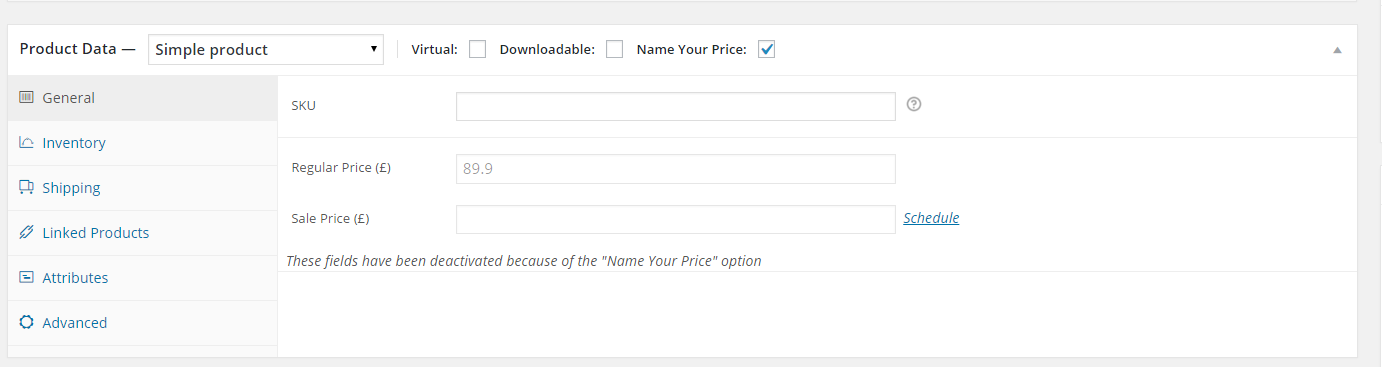 Product Data — Simple product Virtual: Downloadable: Name Your Price:
General
Inventory
Shipping
Linked Products
Attributes
Advanced
SKU
Regular Price (£) 89.9
Sale Price (£) Schedule
These fields have been deactivated because of the "Name Your Price" option